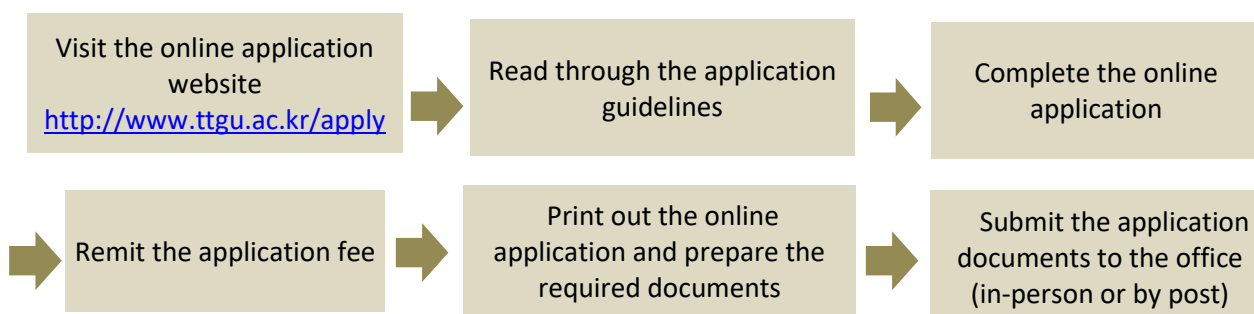 Visit the online application
website
http://www.ttgu.ac.kr/apply
Read through the application
guidelines
Complete the online
application
Remit the application fee
Print out the online
application and prepare the
required documents
Submit the application
documents to the office
(in-person or by post)